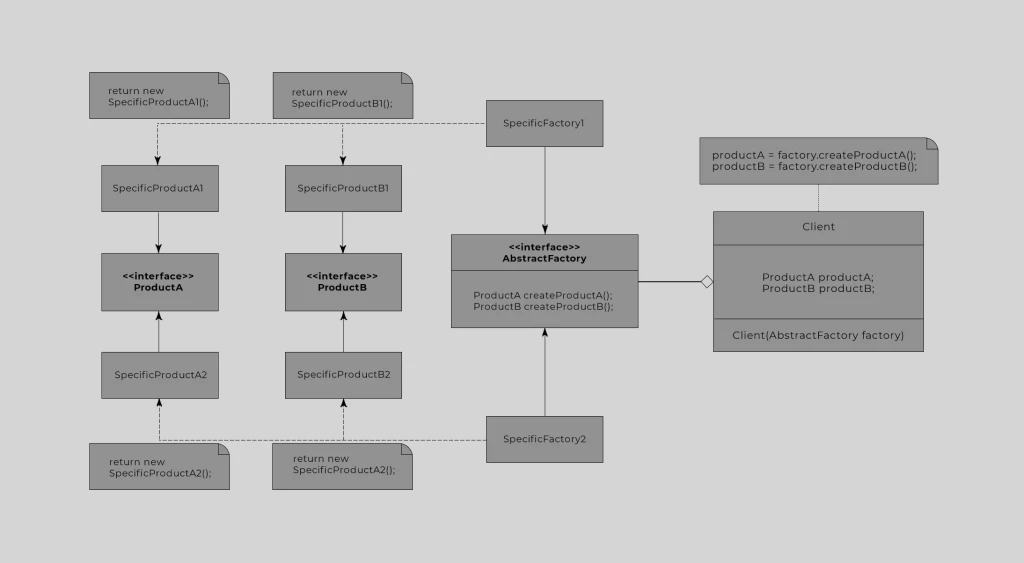 return new
SpecificProductA1();
return new
SpecificProductB1();
SpecificFactory1
productA = factory.createProductA();
productB = factory.createProductB();
SpecificProductA1
SpecificProductB1
Client
<<interface>>
AbstractFactory
<<interface>>
ProductA
<<interface>>
ProductB
ProductA productA;
ProductB productB;
ProductA createProductA();
ProductB createProductB();
Client(AbstractFactory factory)
SpecificProductA2
SpecificProductB2
SpecificFactory2
return new
SpecificProductA2();
return new
SpecificProductA2();